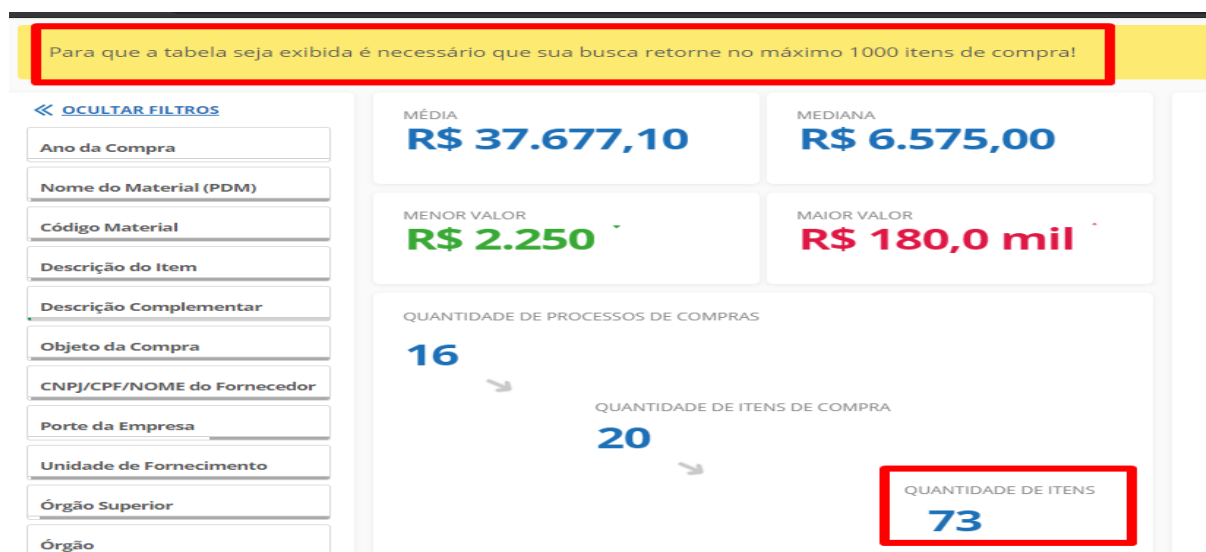 Para que a tabela seja exibida é necessário que sua busca retorne no máximo 1000 itens de compra!
OCULTAR FILTROS
Ano da Compra
Nome do Material (PDM)
Código Material
Descrição do Item
Descrição Complementar
Objeto da Compra
CNPJ/CPF/NOME do Fornecedor
Porte da Empresa
Unidade de Fornecimento
Órgão Superior
Órgão
MÉDIA
R$ 37.677,10
MEDIANA
R$ 6.575,00
MENOR VALOR
R$ 2.250
MAIOR VALOR
R$ 180,0 mil
QUANTIDADE DE PROCESSOS DE COMPRAS
16
QUANTIDADE DE ITENS DE COMPRA
20
QUANTIDADE DE ITENS
73